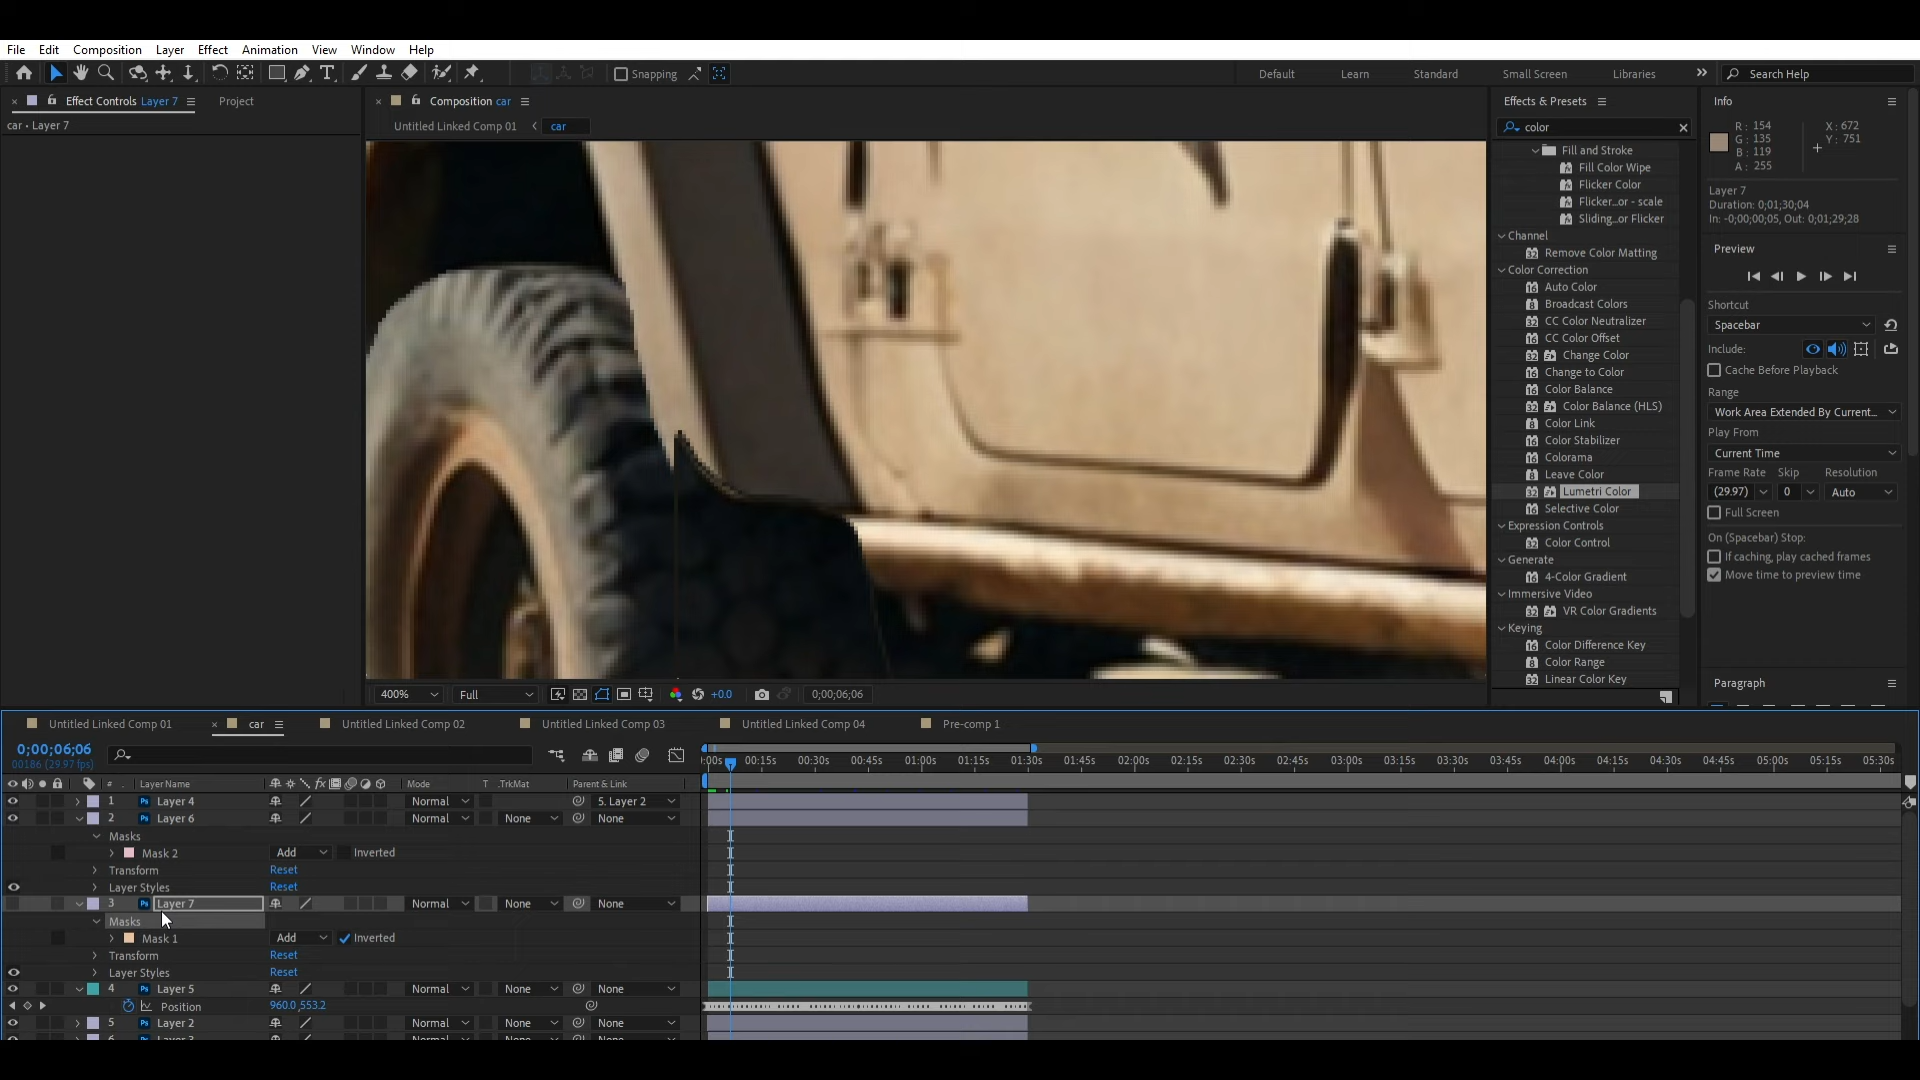 File Edit Composition Layer Effect Animation View Window Help
Snapping Default Learn Standard Small Screen Libraries Search Help
Effect Controls Layer 7 Project
car • Layer 7
Composition car
Untitled Linked Comp 01 car
Effects & Presets
color
Fill and Stroke
Fill Color Wipe
Flicker Color
Flicker...or - scale
Sliding...or Flicker
Channel
Remove Color Matting
Color Correction
Auto Color
Broadcast Colors
CC Color Neutralizer
CC Color Offset
Change Color
Change to Color
Color Balance
Color Balance (HLS)
Color Link
Color Stabilizer
Colorama
Leave Color
Lumetri Color
Selective Color
Expression Controls
Color Control
Generate
4-Color Gradient
Immersive Video
VR Color Gradients
Keying
Color Difference Key
Color Range
Linear Color Key
Info
R: 154 X: 672
G: 135 Y: 751
B: 119
A: 255
Layer 7
Duration: 0;01;30;04
In: -0;00;00;05, Out: 0;01;29;28
Preview
Shortcut
Spacebar
Include:
Cache Before Playback
Range
Work Area Extended By Current...
Play From
Current Time
Frame Rate Skip Resolution
(29.97) 0 Auto
Full Screen
On (Spacebar) Stop:
If caching, play cached frames
Move time to preview time
Paragraph
400% Full +0.0 0;00;06;06
Untitled Linked Comp 01 car Untitled Linked Comp 02 Untitled Linked Comp 03 Untitled Linked Comp 04 Pre-comp 1
0;00;06;06
00186 (29.97 fps)
# Layer Name Mode T .TrkMat Parent & Link
:00s 00:15s 00:30s 00:45s 01:00s 01:15s 01:30s 01:45s 02:00s 02:15s 02:30s 02:45s 03:00s 03:15s 03:30s 03:45s 04:00s 04:15s 04:30s 04:45s 05:00s 05:15s 05:30s
1 Layer 4 Normal 5. Layer 2
2 Layer 6 Normal None None
Masks
Mask 2 Add Inverted
Transform Reset
Layer Styles Reset
3 Layer 7 Normal None None
Masks
Mask 1 Add Inverted
Transform Reset
Layer Styles Reset
4 Layer 5 Normal None None
Position 960.0,553.2
5 Layer 2 Normal None None